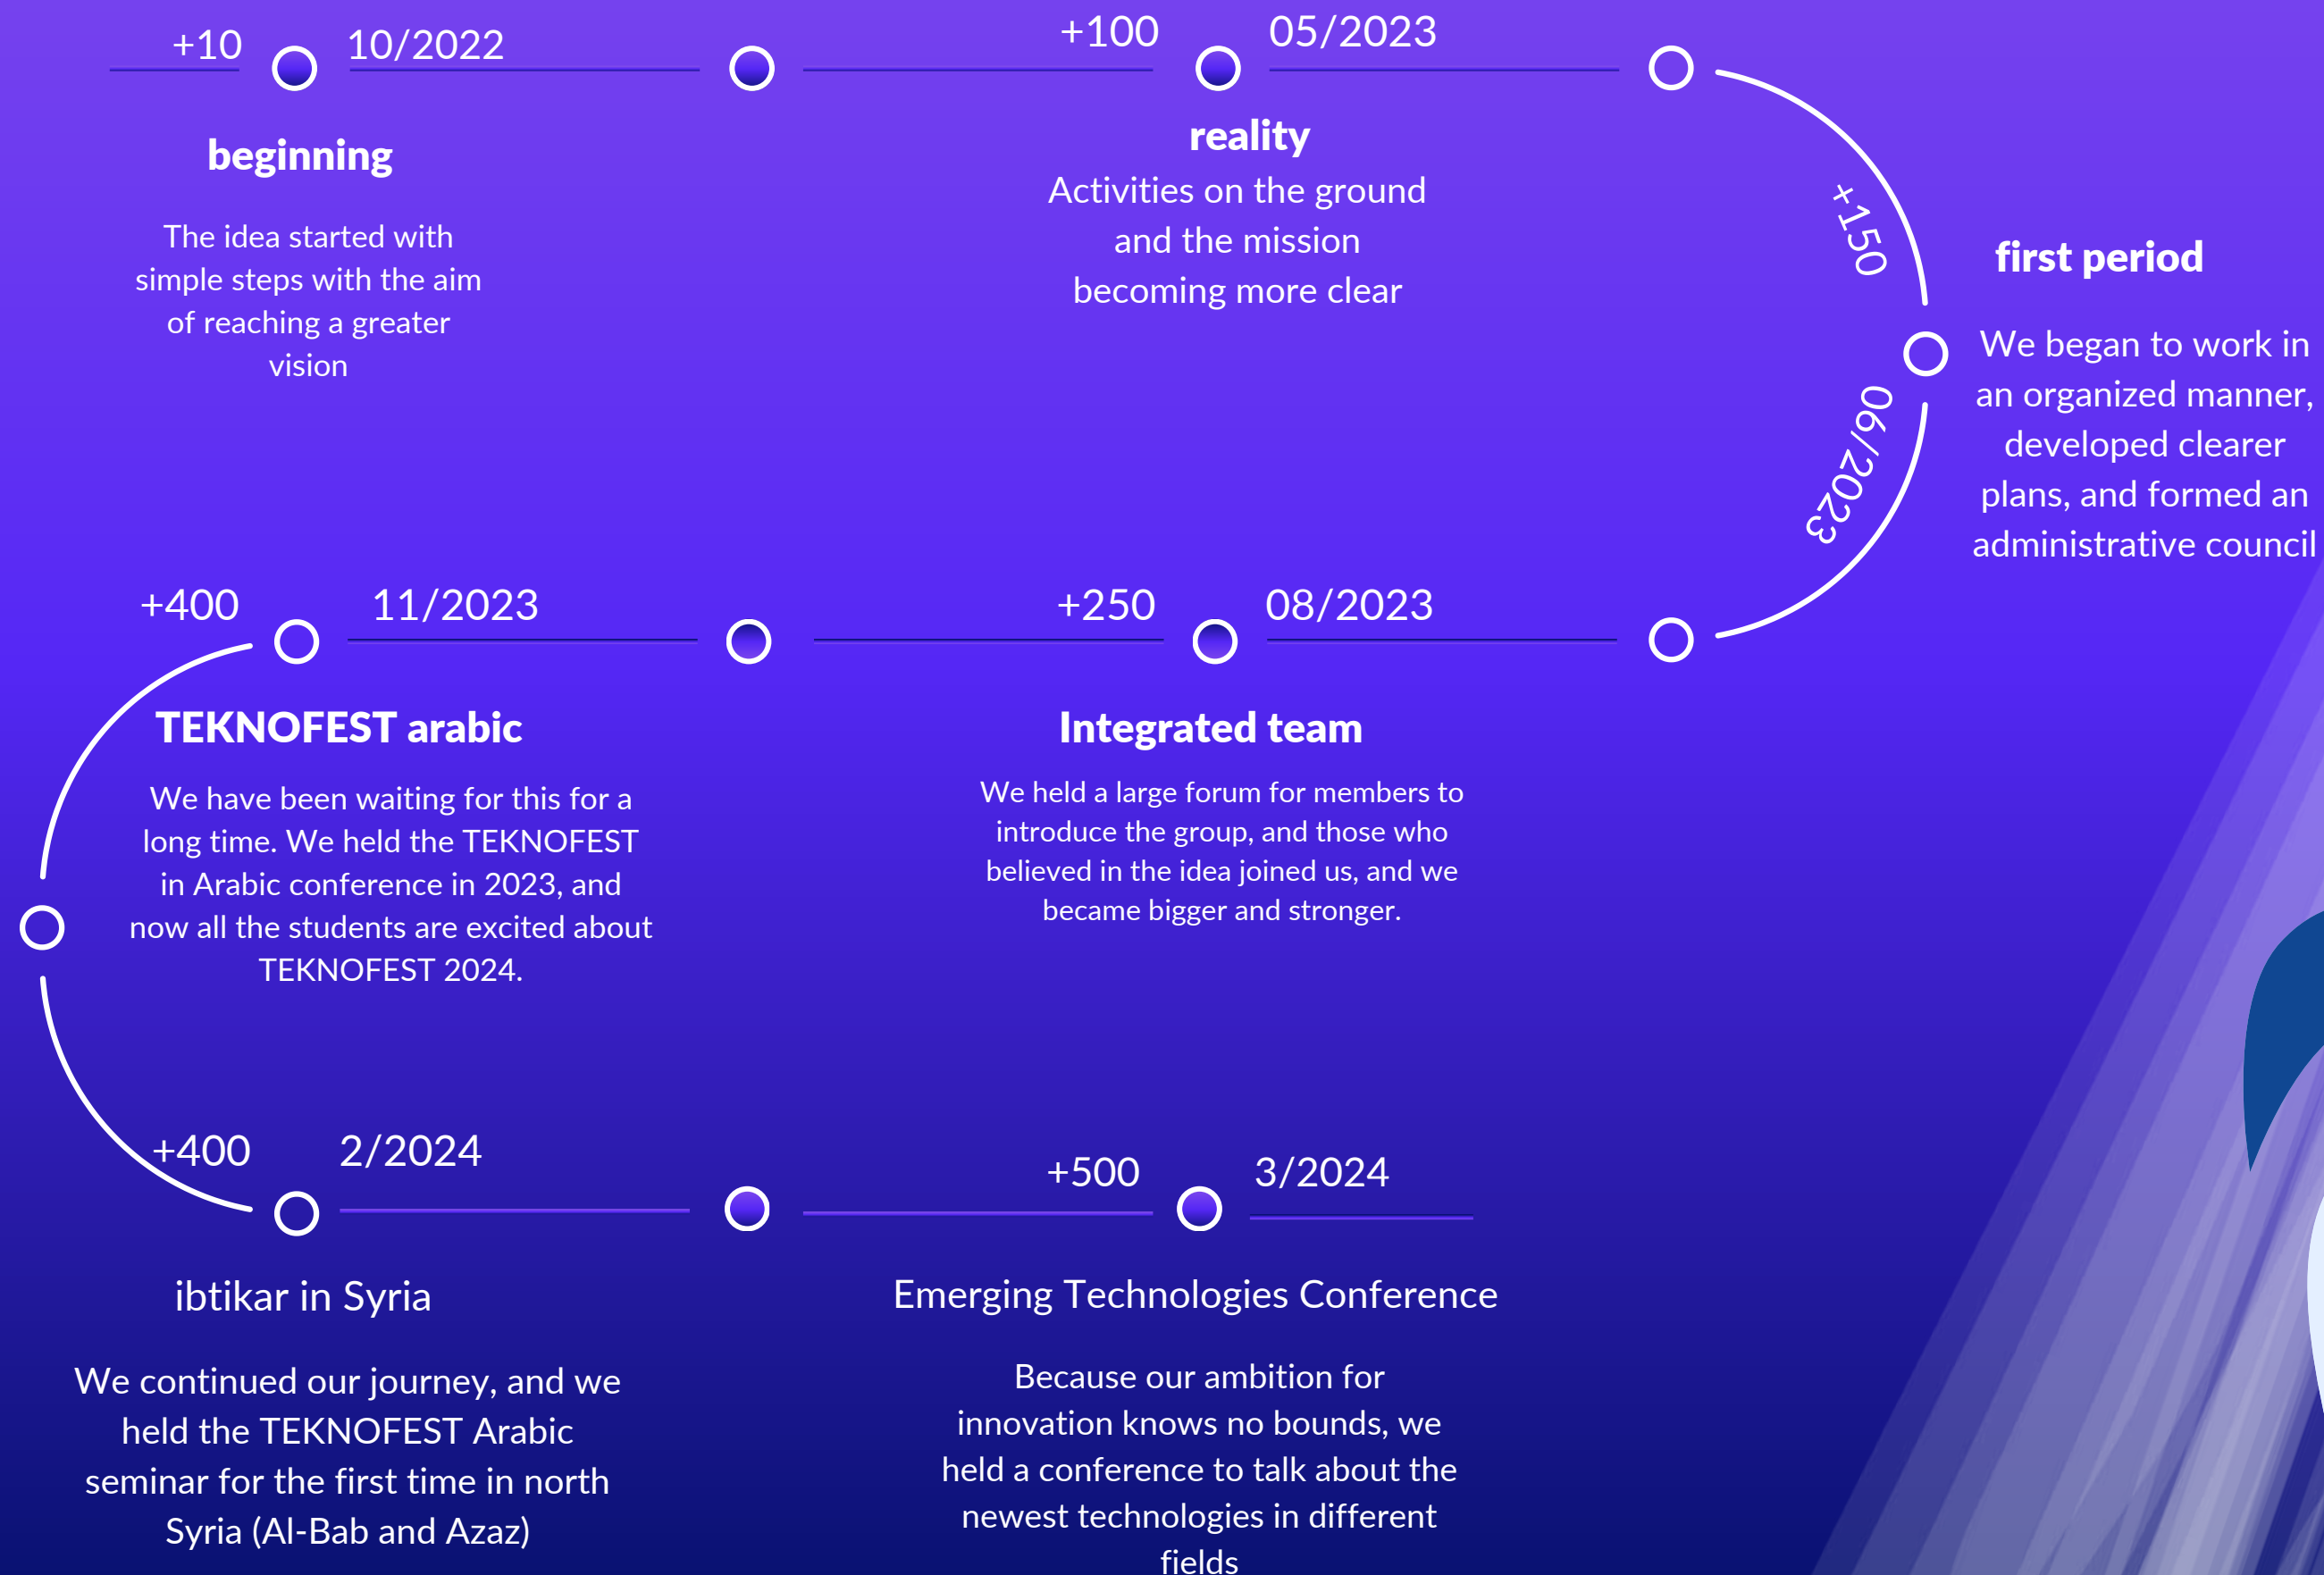 +10
10/2022
beginning
The idea started with
simple steps with the aim
of reaching a greater
vision
+100
05/2023
reality
Activities on the ground
and the mission
becoming more clear
+150
06/2023
first period
We began to work in
an organized manner,
developed clearer
plans, and formed an
administrative council
+250
08/2023
Integrated team
We held a large forum for members to
introduce the group, and those who
believed in the idea joined us, and we
became bigger and stronger.
+400
11/2023
TEKNOFEST arabic
We have been waiting for this for a
long time. We held the TEKNOFEST
in Arabic conference in 2023, and
now all the students are excited about
TEKNOFEST 2024.
+400
2/2024
ibtikar in Syria
We continued our journey, and we
held the TEKNOFEST Arabic
seminar for the first time in north
Syria (Al-Bab and Azaz)
+500
3/2024
Emerging Technologies Conference
Because our ambition for
innovation knows no bounds, we
held a conference to talk about the
newest technologies in different
fields